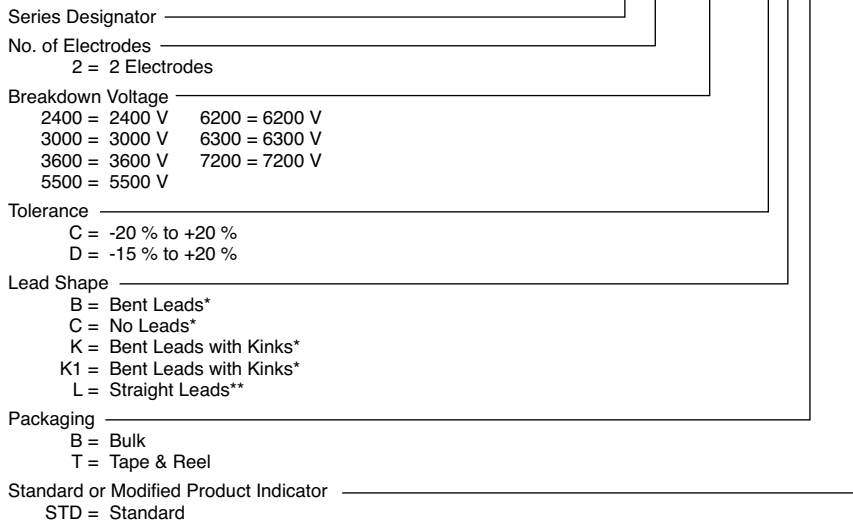 Series Designator
No. of Electrodes
2 = 2 Electrodes
Breakdown Voltage
2400 = 2400 V 6200 = 6200 V
3000 = 3000 V 6300 = 6300 V
3600 = 3600 V 7200 = 7200 V
5500 = 5500 V
Tolerance
C = -20 % to +20 %
D = -15 % to +20 %
Lead Shape
B = Bent Leads*
C = No Leads*
K = Bent Leads with Kinks*
K1 = Bent Leads with Kinks*
L = Straight Leads**
Packaging
B = Bulk
T = Tape & Reel
Standard or Modified Product Indicator
STD = Standard